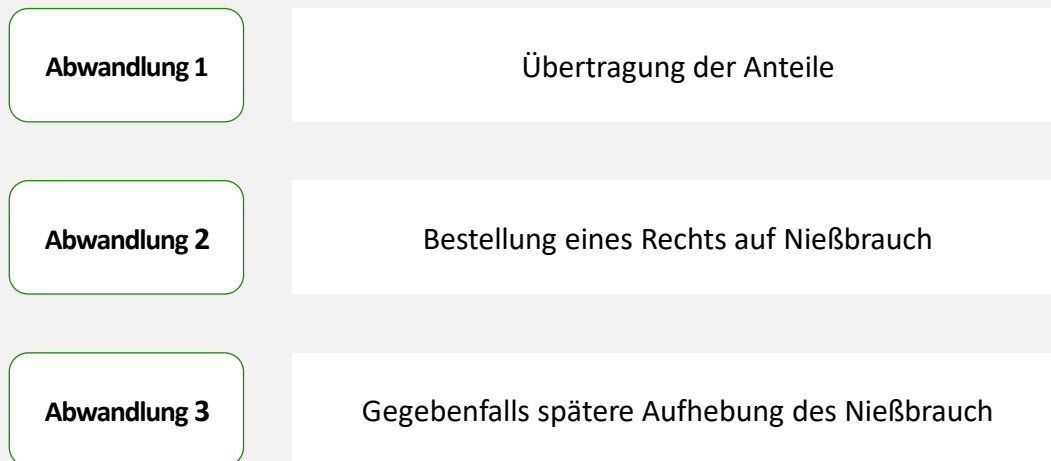 Abwandlung 1
Übertragung der Anteile
Abwandlung 2
Bestellung eines Rechts auf Nießbrauch
Abwandlung 3
Gegebenfalls spätere Aufhebung des Nießbrauch